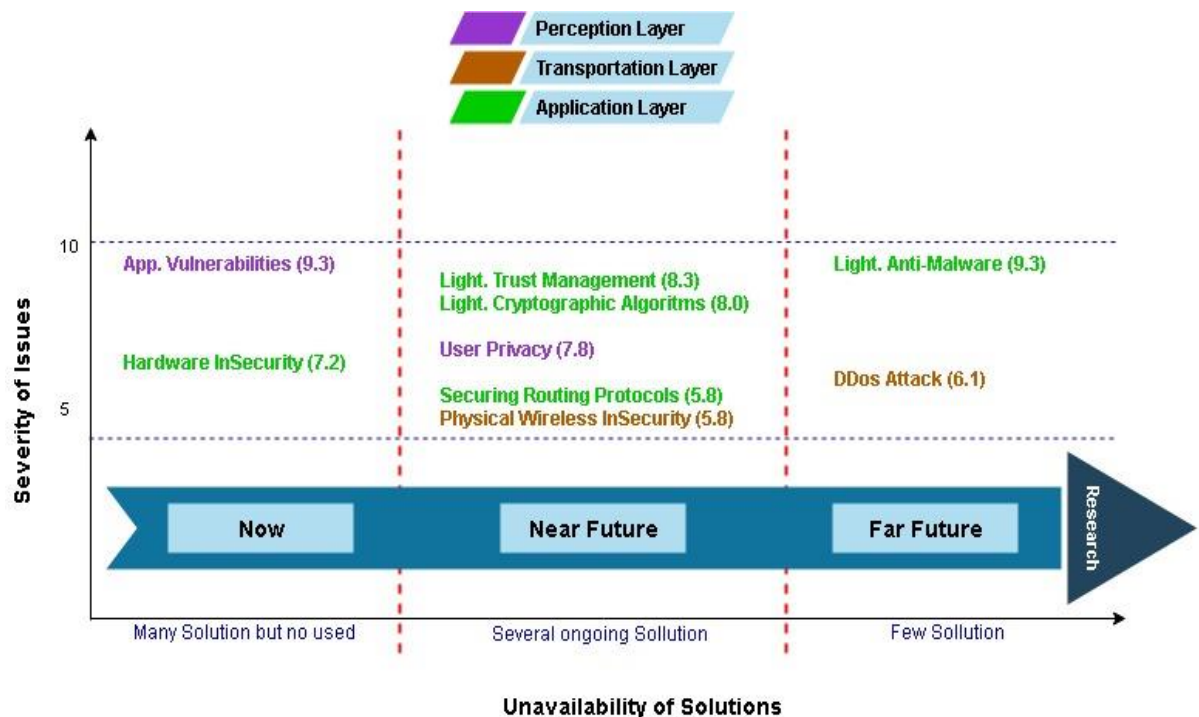 Perception Layer
Transportation Layer
Application Layer
10
App. Vulnerabilities (9.3)
Light. Anti-Malware (9.3)
Light. Trust Management (8.3)
Light. Cryptographic Algoritms (8.0)
User Privacy (7.8)
Hardware InSecurity (7.2)
DDos Attack (6.1)
Securing Routing Protocols (5.8)
5
Physical Wireless InSecurity (5.8)
Severity of Issues
Now
Near Future
Far Future
Research
Many Solution but no used
Several ongoing Sollution
Few Sollution
Unavailability of Solutions